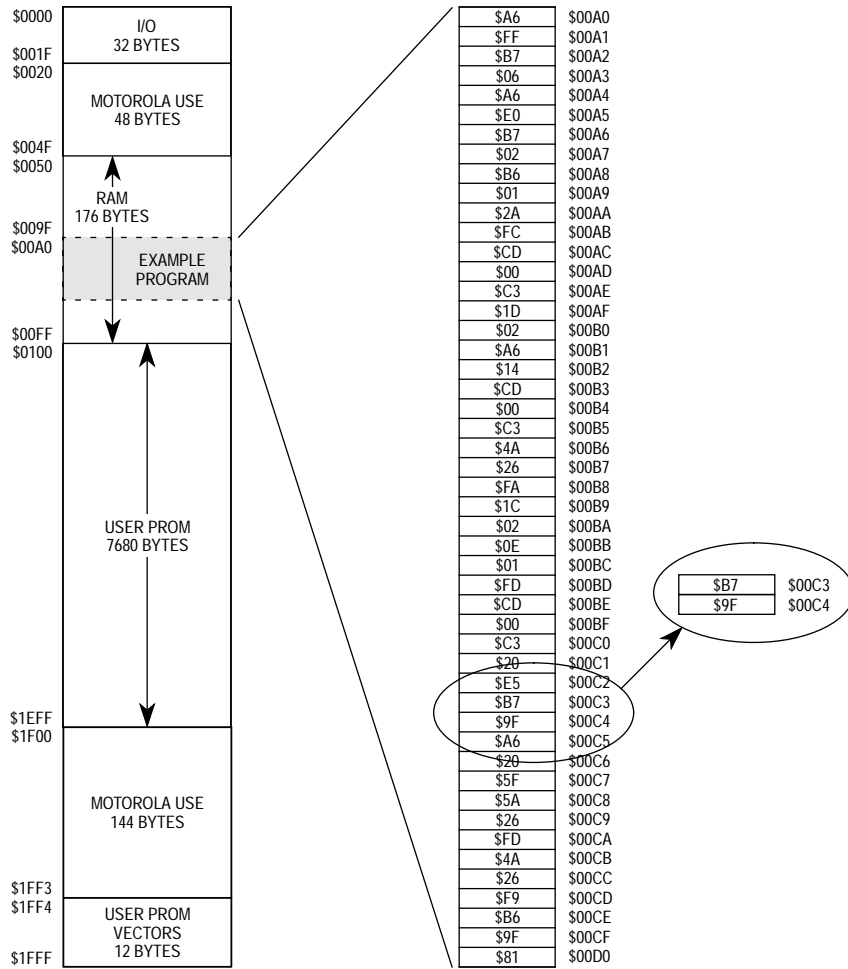 $0000
I/O
32 BYTES
$001F
$0020
MOTOROLA USE
48 BYTES
$004F
$0050
RAM
176 BYTES
$009F
$00A0
EXAMPLE
PROGRAM
$00FF
$0100
USER PROM
7680 BYTES
$1EFF
$1F00
MOTOROLA USE
144 BYTES
$1FF3
$1FF4
USER PROM
VECTORS
12 BYTES
$1FFF
$A6 $00A0
$FF $00A1
$B7 $00A2
$06 $00A3
$A6 $00A4
$E0 $00A5
$B7 $00A6
$02 $00A7
$B6 $00A8
$01 $00A9
$2A $00AA
$FC $00AB
$CD $00AC
$00 $00AD
$C3 $00AE
$1D $00AF
$02 $00B0
$A6 $00B1
$14 $00B2
$CD $00B3
$00 $00B4
$C3 $00B5
$4A $00B6
$26 $00B7
$FA $00B8
$1C $00B9
$02 $00BA
$0E $00BB
$01 $00BC
$FD $00BD
$CD $00BE
$00 $00BF
$C3 $00C0
$20 $00C1
$E5 $00C2
$B7 $00C3
$9F $00C4
$A6 $00C5
$20 $00C6
$5F $00C7
$5A $00C8
$26 $00C9
$FD $00CA
$4A $00CB
$26 $00CC
$F9 $00CD
$B6 $00CE
$9F $00CF
$81 $00D0
$B7 $00C3
$9F $00C4